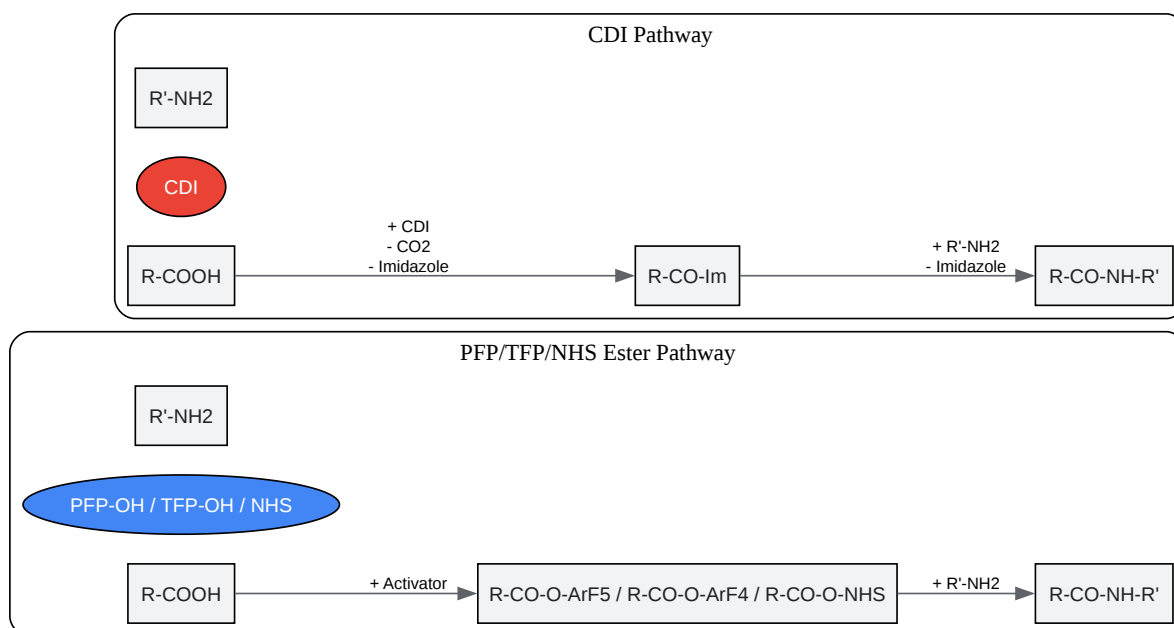 CDI Pathway
R'-NH2
CDI
+ CDI
- CO2
- Imidazole
+ R'-NH2
- Imidazole
R-COOH
R-CO-Im
R-CO-NH-R'
PFP/TFP/NHS Ester Pathway
R'-NH2
PFP-OH / TFP-OH / NHS
R-COOH
+ Activator
R-CO-O-ArF5 / R-CO-O-ArF4 / R-CO-O-NHS
+ R'-NH2
R-CO-NH-R'